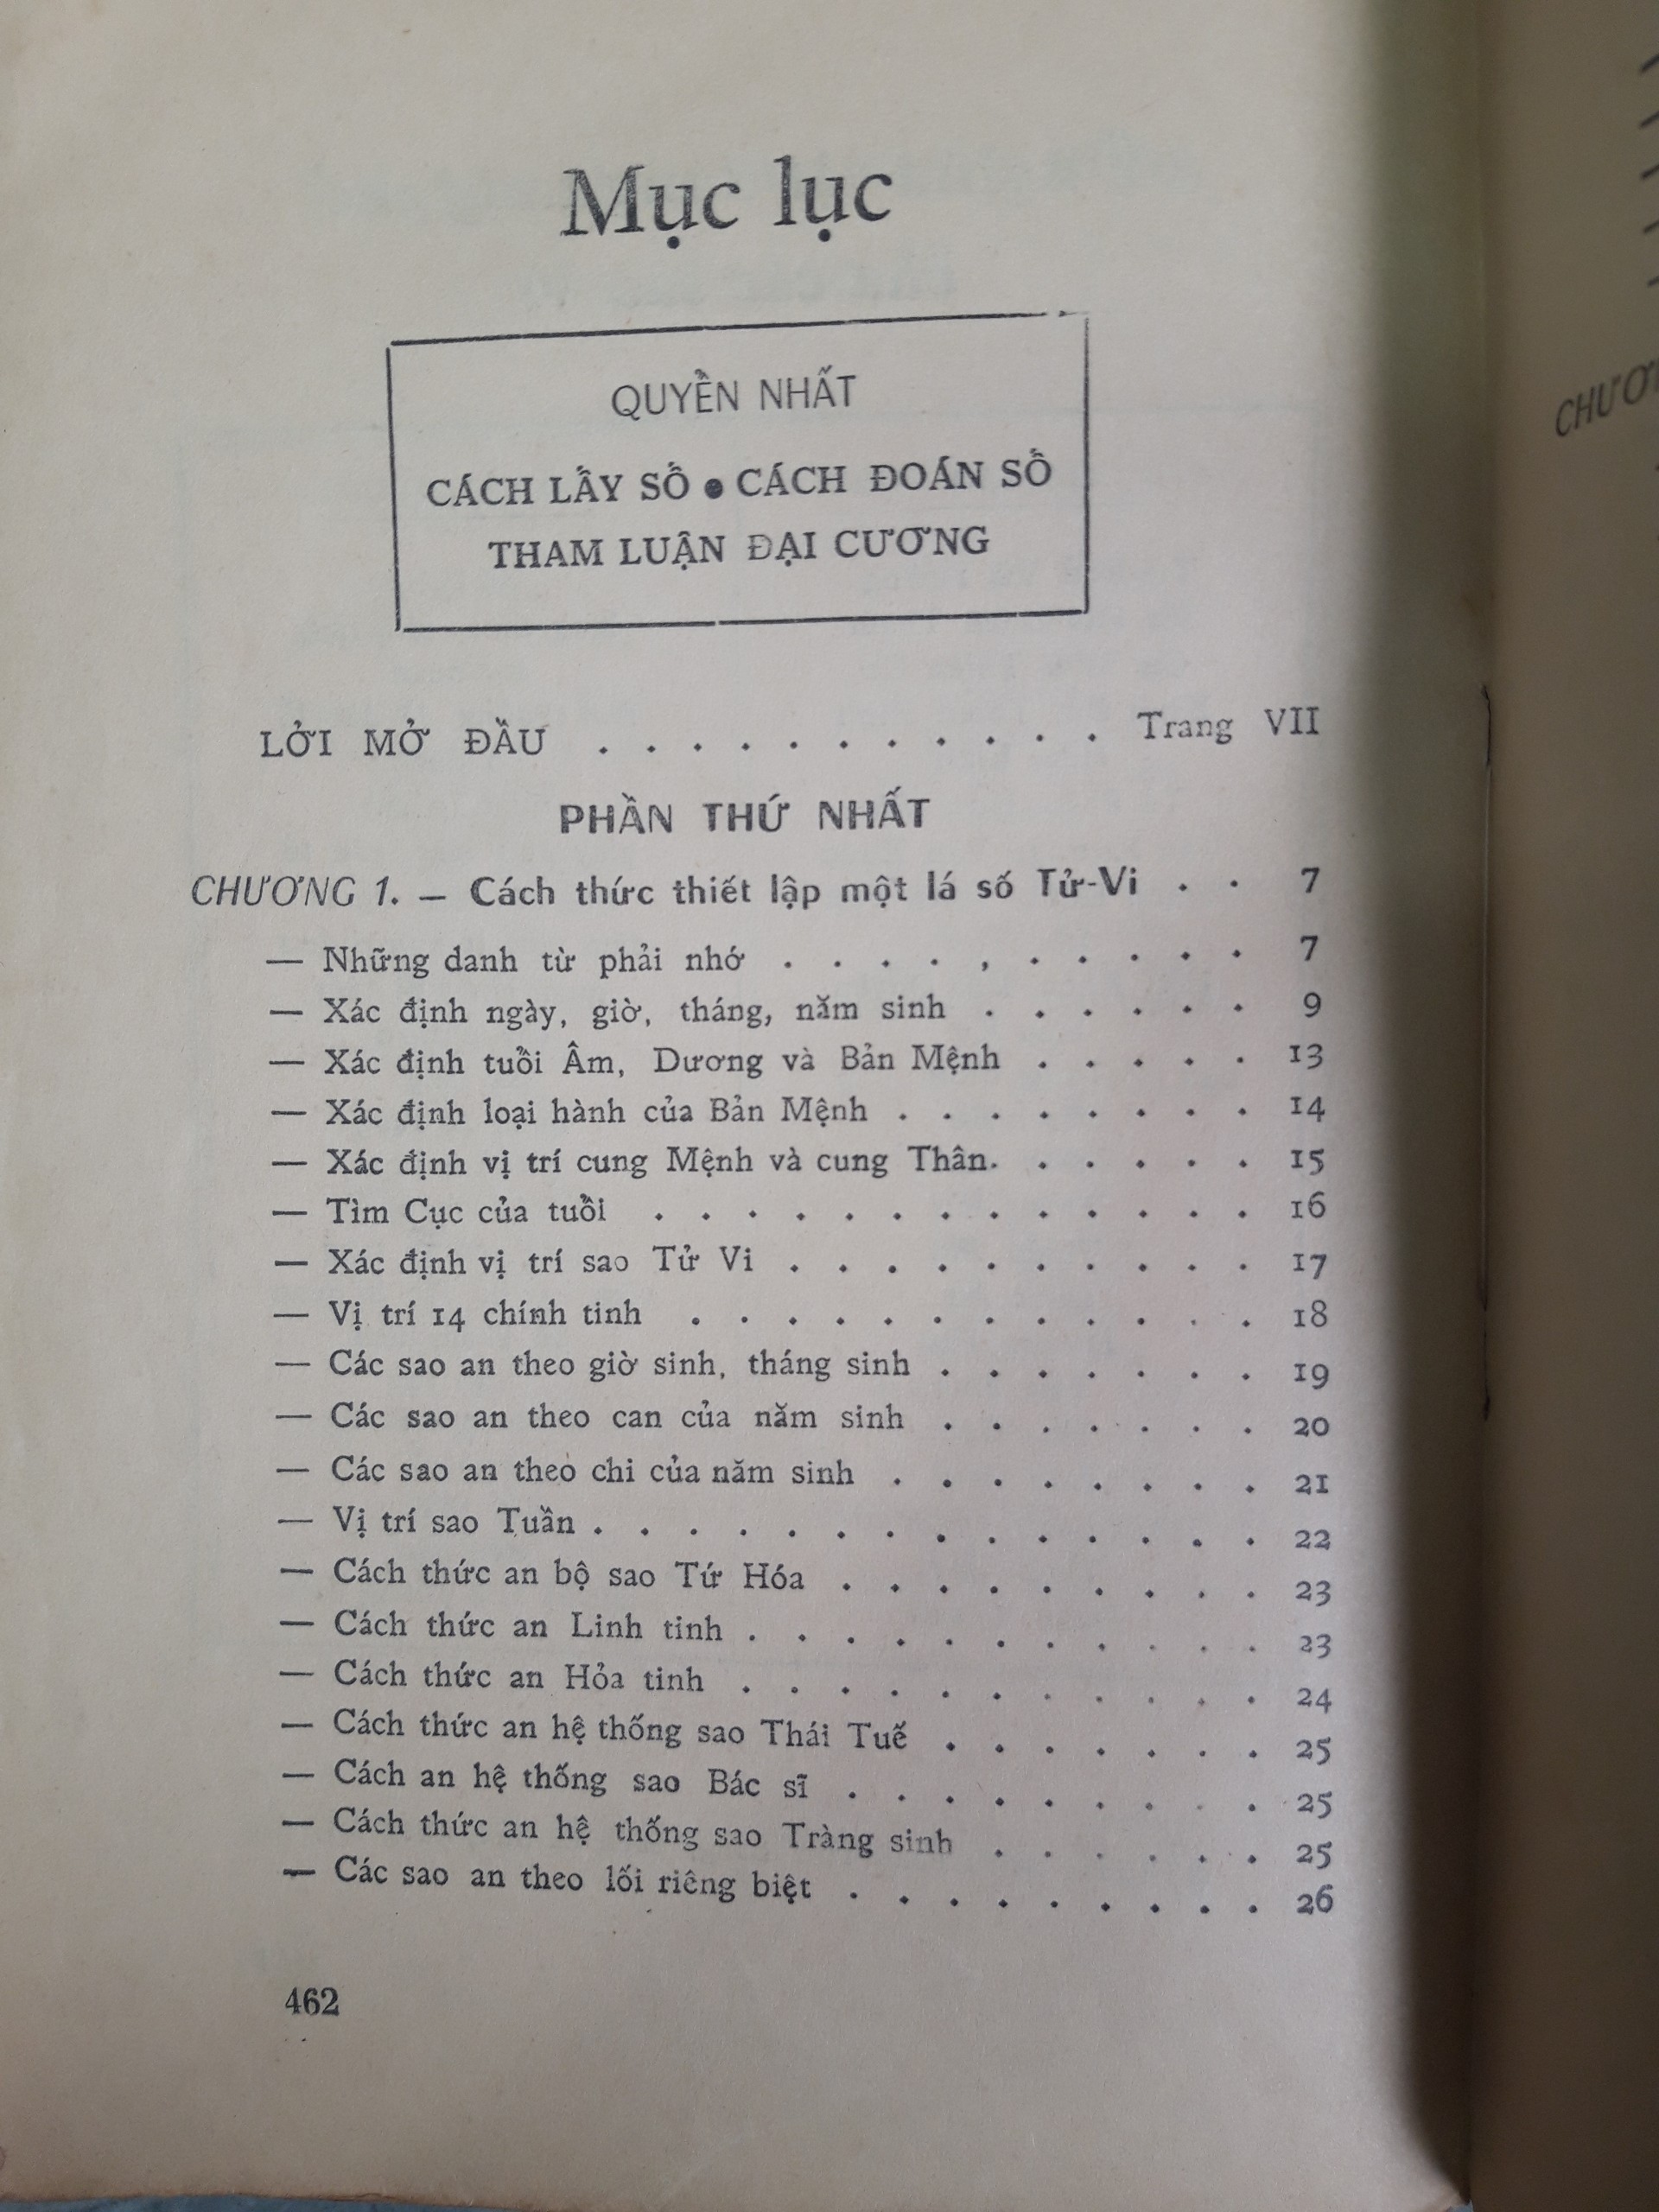 Mục lục
QUYỂN NHẤT
CÁCH LẤY SỐ ● CÁCH ĐOÁN SỐ
THAM LUẬN ĐẠI CƯƠNG
LỜI MỞ ĐẦU . . . . . . . . . . . Trang VII
PHẦN THỨ NHẤT
CHƯƠNG 1. — Cách thức thiết lập một lá số Tử-Vi . . 7
— Những danh từ phải nhớ . . . . , . . . . . 7
— Xác định ngày, giờ, tháng, năm sinh . . . . . . 9
— Xác định tuổi Âm, Dương và Bản Mệnh . . . . . 13
— Xác định loại hành của Bản Mệnh . . . . . . . . 14
— Xác định vị trí cung Mệnh và cung Thân. . . . . . 15
— Tìm Cục của tuổi . . . . . . . . . . . . . 16
— Xác định vị trí sao Tử Vi . . . . . . . . . . 17
— Vị trí 14 chính tinh . . . . . . . . . . . . 18
— Các sao an theo giờ sinh, tháng sinh . . . . . . . 19
— Các sao an theo can của năm sinh . . . . . . . 20
— Các sao an theo chi của năm sinh . . . . . . . . 21
— Vị trí sao Tuần . . . . . . . . . . . . . . 22
— Cách thức an bộ sao Tứ Hóa . . . . . . . . . 23
— Cách thức an Linh tinh . . . . . . . . . . . 23
— Cách thức an Hỏa tinh . . . . . . . . . . . 24
— Cách thức an hệ thống sao Thái Tuế . . . . . . . 25
— Cách an hệ thống sao Bác sĩ . . . . . . . . . 25
— Cách thức an hệ thống sao Tràng sinh . . . . . . 25
— Các sao an theo lối riêng biệt . . . . . . . . . 26
462